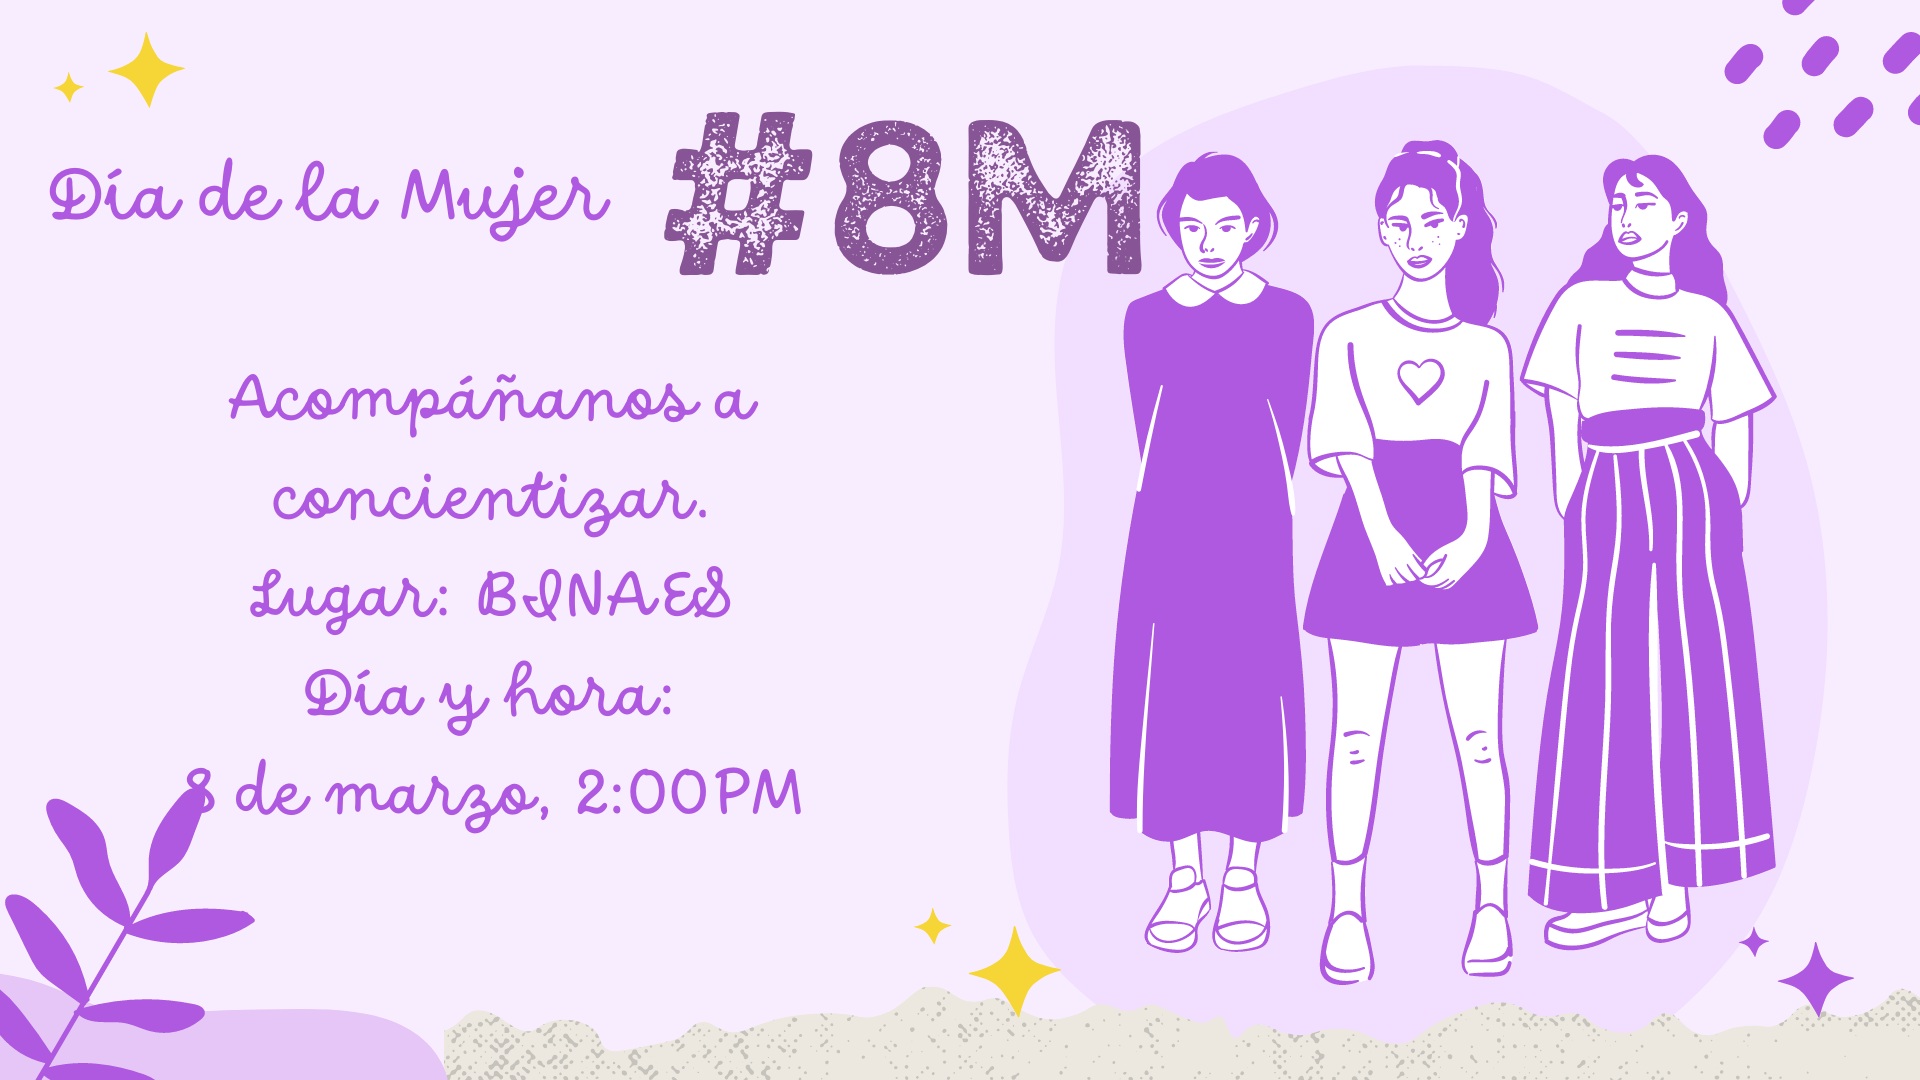 Día de la Mujer
#8M
Acompáñanos a
concientizar.
Lugar: BINAES
Día y hora:
8 de marzo, 2:00PM